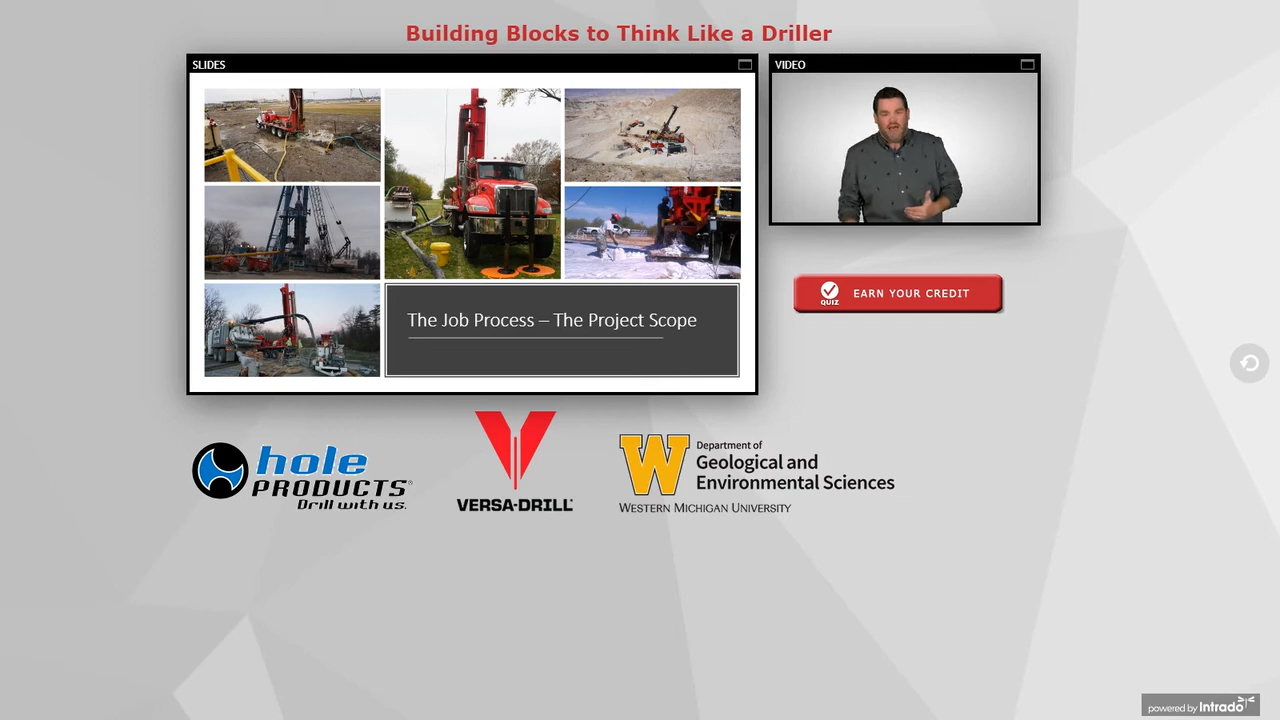 Building Blocks to Think Like a Driller
SLIDES
VIDEO
The Job Process – The Project Scope
QUIZ
EARN YOUR CREDIT
hole
PRODUCTS®
Drill with us.
VERSA-DRILL
W
Department of
Geological and
Environmental Sciences
WESTERN MICHIGAN UNIVERSITY
powered by Intrado